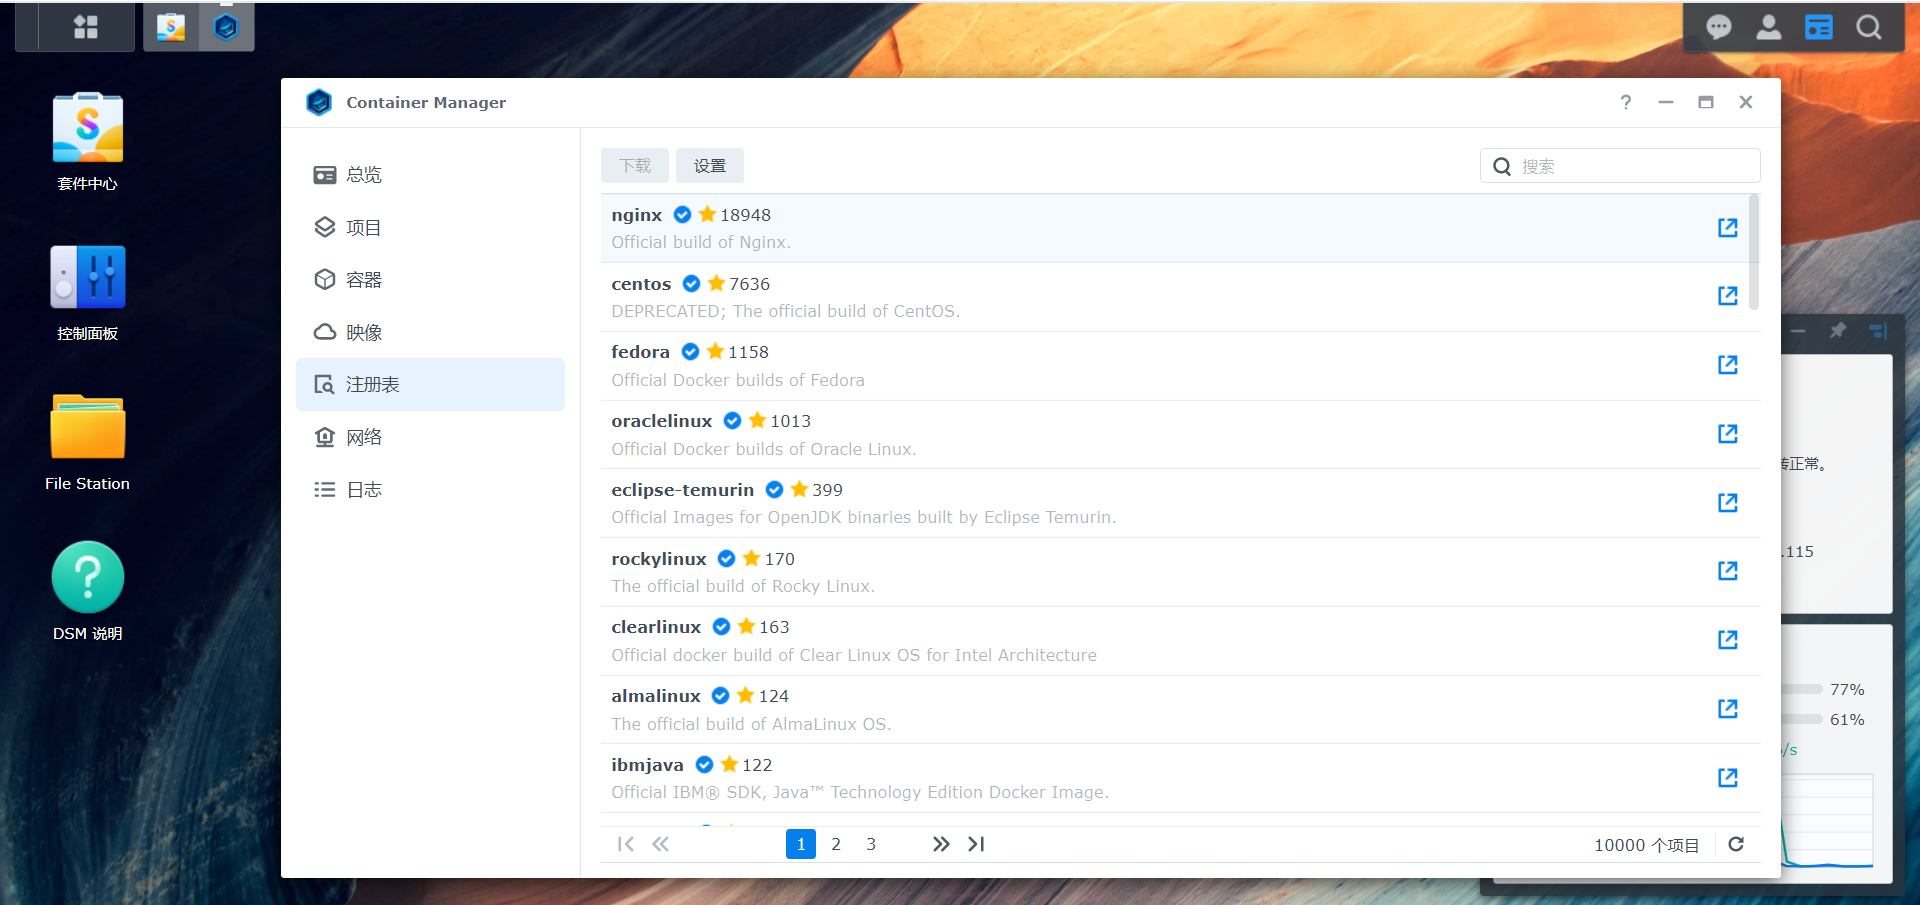 套件中心
控制面板
File Station
DSM 说明
Container Manager
总览
项目
容器
映像
注册表
网络
日志
下载
设置
搜索
nginx 18948
Official build of Nginx.
centos 7636
DEPRECATED; The official build of CentOS.
fedora 1158
Official Docker builds of Fedora
oraclelinux 1013
Official Docker builds of Oracle Linux.
eclipse-temurin 399
Official Images for OpenJDK binaries built by Eclipse Temurin.
rockylinux 170
The official build of Rocky Linux.
clearlinux 163
Official docker build of Clear Linux OS for Intel Architecture
almalinux 124
The official build of AlmaLinux OS.
ibmjava 122
Official IBM® SDK, Java™ Technology Edition Docker Image.
1 2 3
10000 个项目
正常。
.115
77%
61%
/s